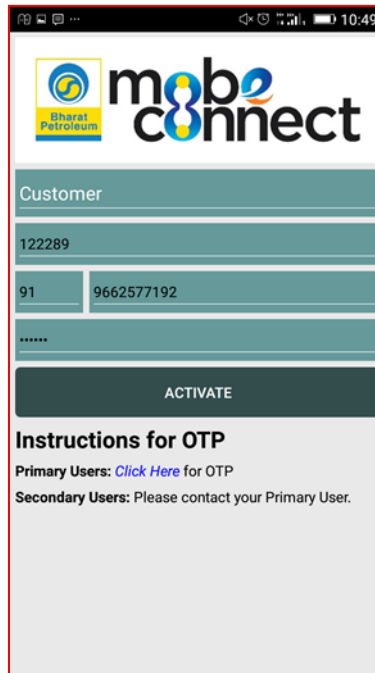 10:49
Bharat
Petroleum
mobe
connect
Customer
122289
91 9662577192
••••••
ACTIVATE
Instructions for OTP
Primary Users: Click Here for OTP
Secondary Users: Please contact your Primary User.